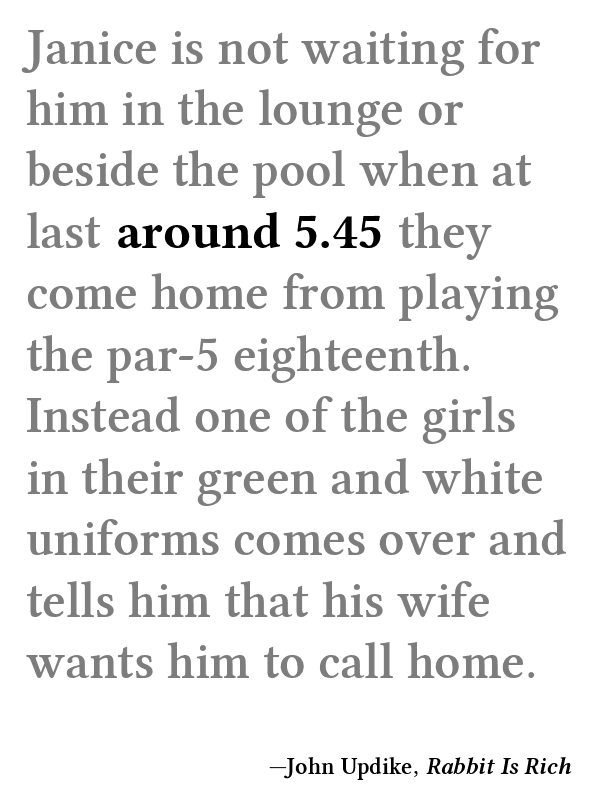 Janice is not waiting for
him in the lounge or
beside the pool when at
last around 5.45 they
come home from playing
the par-5 eighteenth.
Instead one of the girls
in their green and white
uniforms comes over and
tells him that his wife
wants him to call home.
—John Updike, Rabbit Is Rich